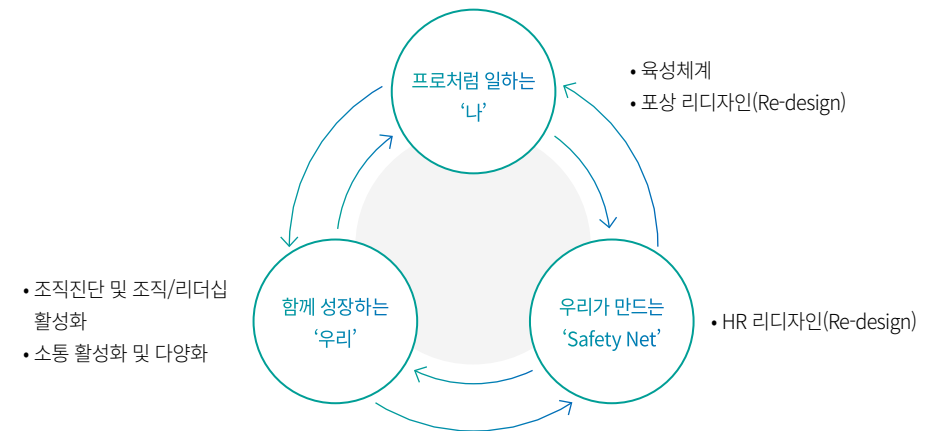 프로처럼 일하는
‘나’
• 육성체계
• 포상 리디자인(Re-design)
• 조직진단 및 조직/리더십
활성화
• 소통 활성화 및 다양화
함께 성장하는
‘우리’
우리가 만드는
‘Safety Net’
• HR 리디자인(Re-design)